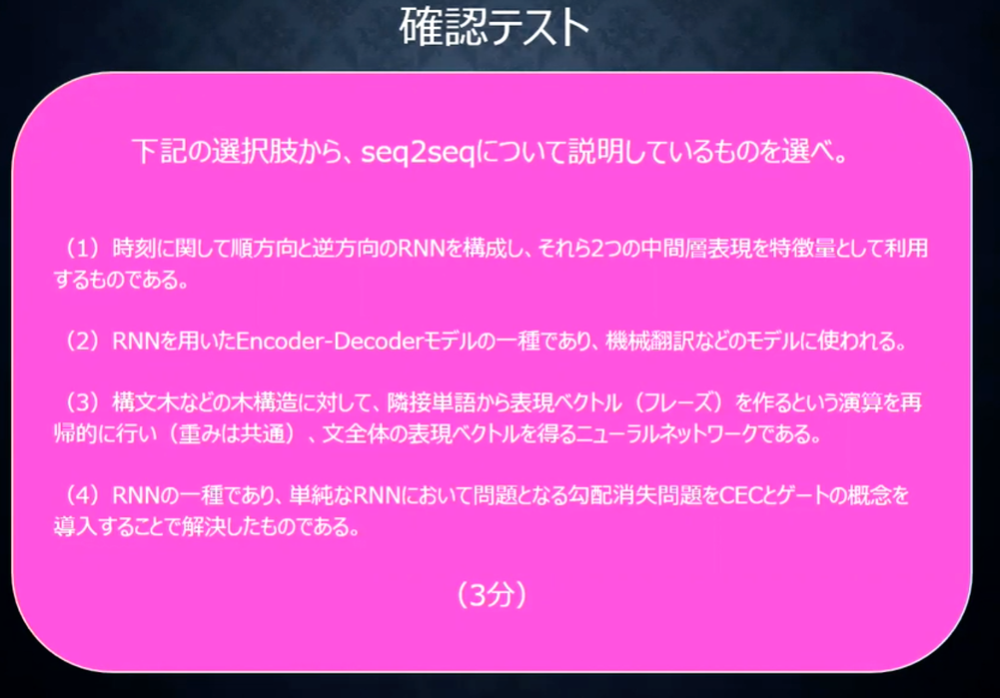 確認テスト
下記の選択肢から、seq2seqについて説明しているものを選べ。
（1）時刻に関して順方向と逆方向のRNNを構成し、それら2つの中間層表現を特徴量として利用
するものである。
（2）RNNを用いたEncoder-Decoderモデルの一種であり、機械翻訳などのモデルに使われる。
（3）構文木などの木構造に対して、隣接単語から表現ベクトル（フレーズ）を作るという演算を再
帰的に行い（重みは共通）、文全体の表現ベクトルを得るニューラルネットワークである。
（4）RNNの一種であり、単純なRNNにおいて問題となる勾配消失問題をCECとゲートの概念を
導入することで解決したものである。
（3分）